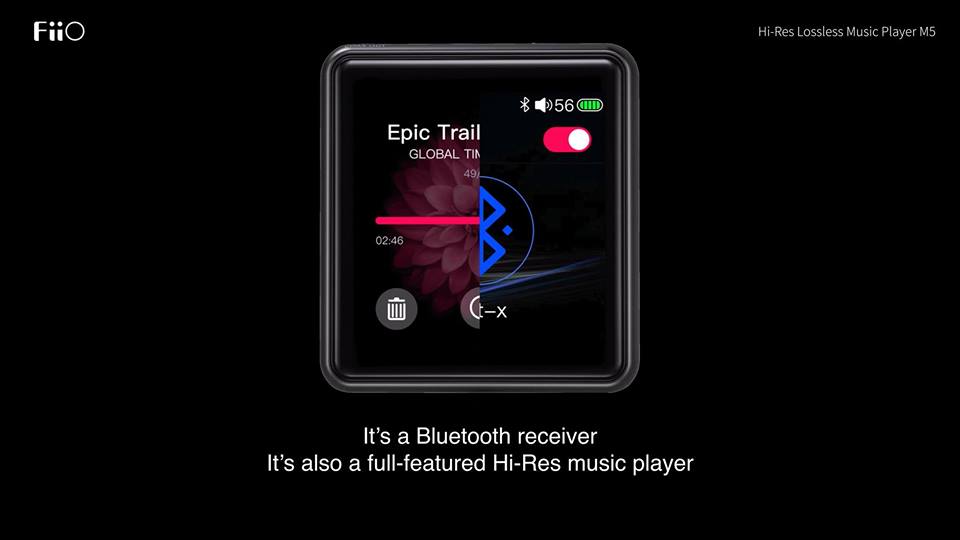 FiiO
Hi-Res Lossless Music Player M5
56
Epic Trail
GLOBAL TIM
49/
02:46
t-x
It's a Bluetooth receiver
It's also a full-featured Hi-Res music player